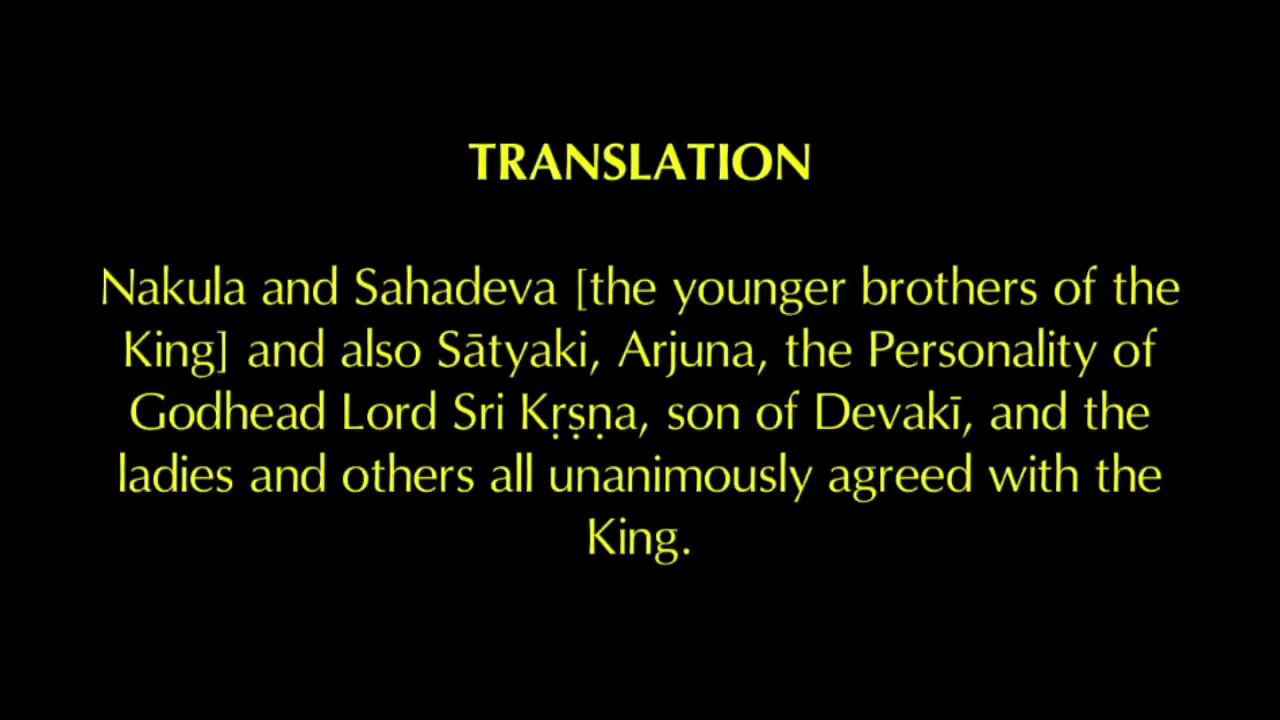 TRANSLATION
Nakula and Sahadeva [the younger brothers of the
King] and also Sātyaki, Arjuna, the Personality of
Godhead Lord Sri Kṛṣṇa, son of Devakī, and the
ladies and others all unanimously agreed with the
King.